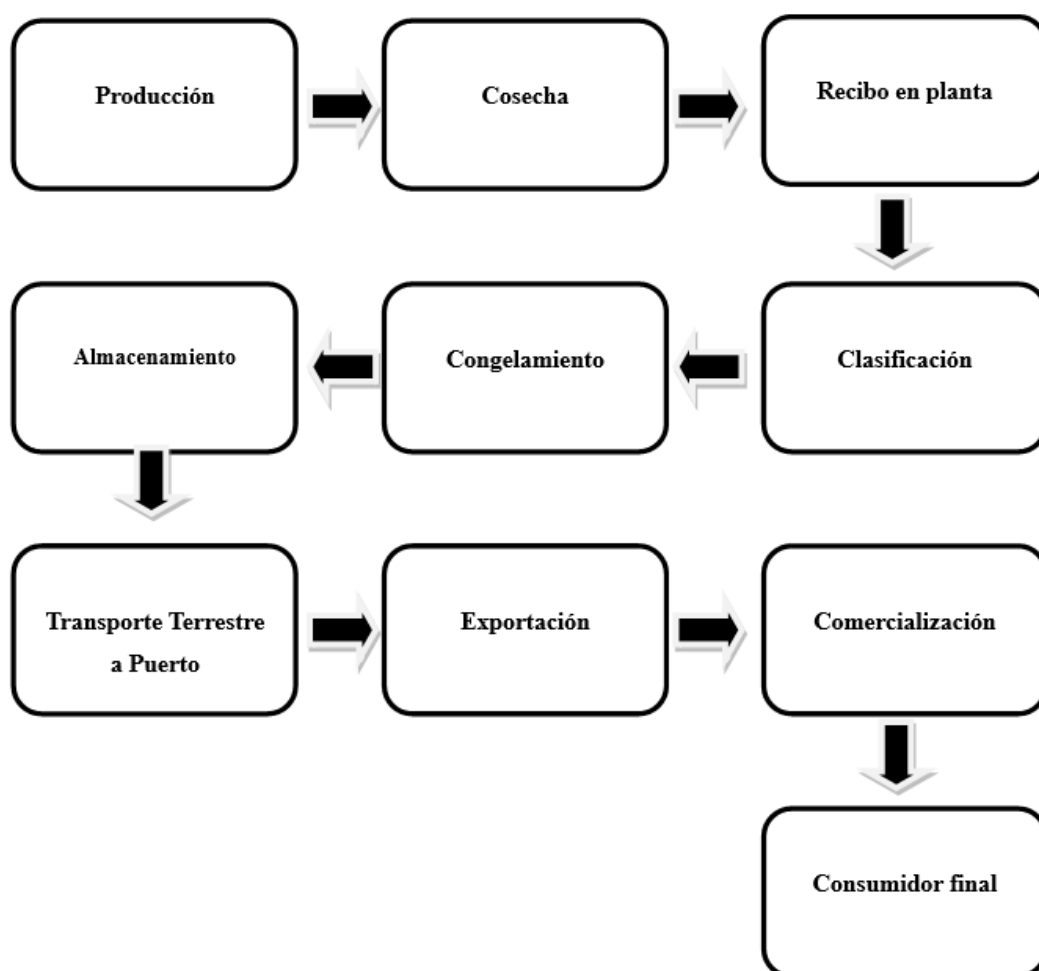 Producción
Cosecha
Recibo en planta
Almacenamiento
Congelamiento
Clasificación
Transporte Terrestre
a Puerto
Exportación
Comercialización
Consumidor final